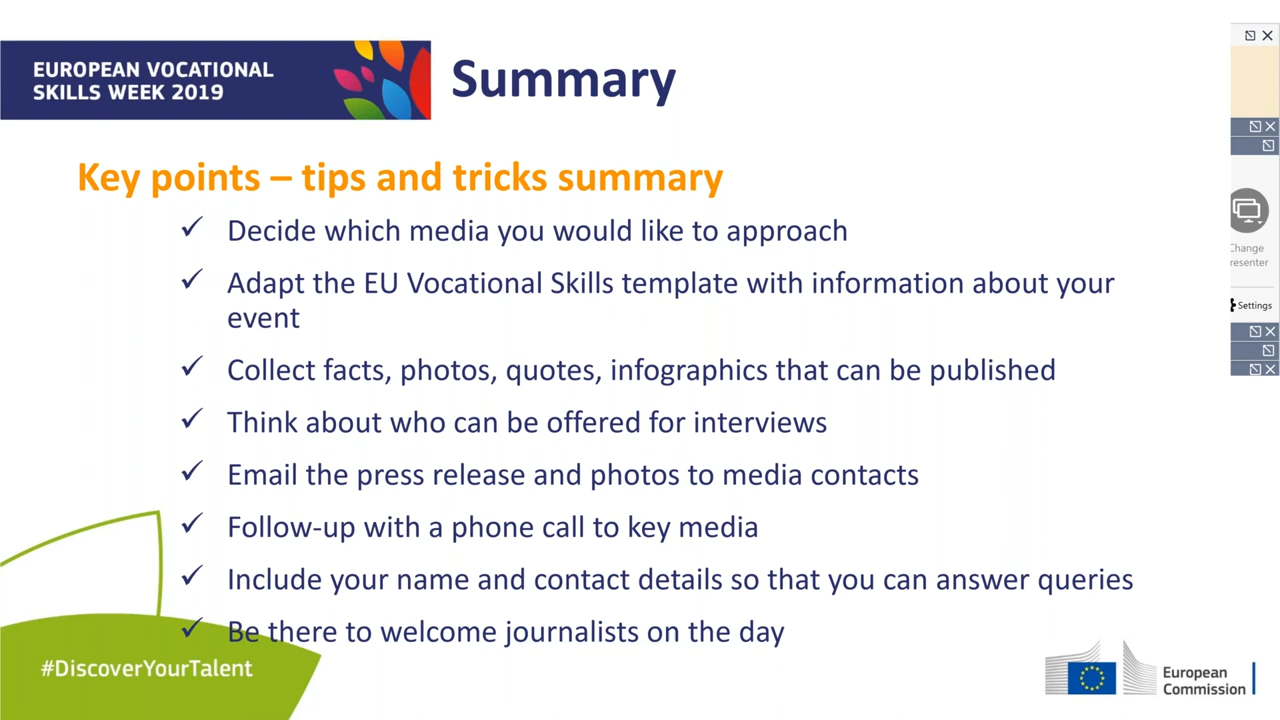 EUROPEAN VOCATIONAL
SKILLS WEEK 2019
Summary
Key points – tips and tricks summary
✓ Decide which media you would like to approach
✓ Adapt the EU Vocational Skills template with information about your
event
✓ Collect facts, photos, quotes, infographics that can be published
✓ Think about who can be offered for interviews
✓ Email the press release and photos to media contacts
✓ Follow-up with a phone call to key media
✓ Include your name and contact details so that you can answer queries
✓ Be there to welcome journalists on the day
#DiscoverYourTalent
European
Commission
Change
resenter
Settings